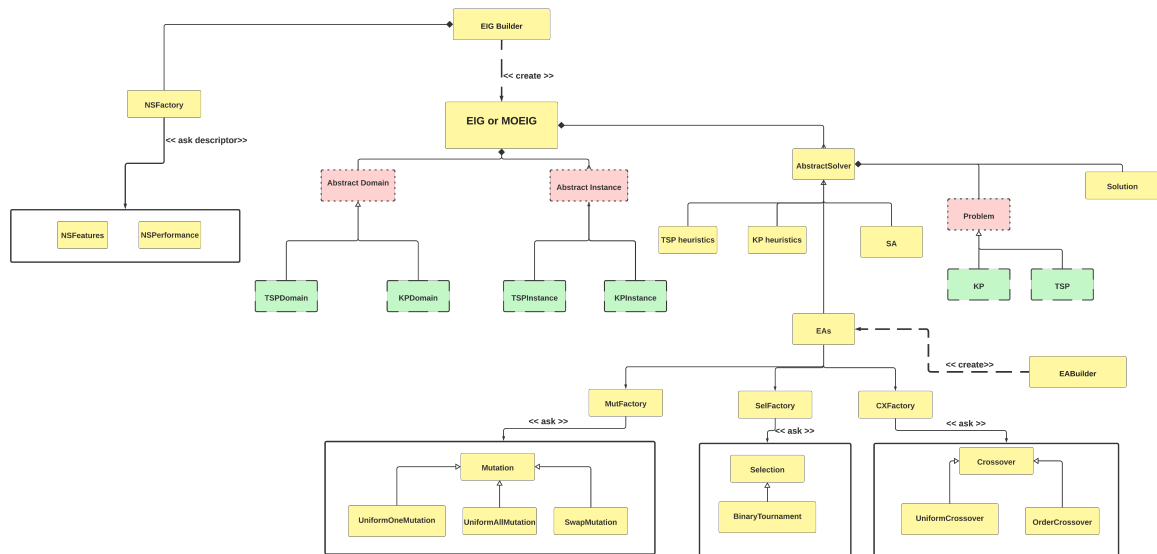 EIG Builder
<< create >>
NSFactory
EIG or MOEIG
<< ask descriptor>>
AbstractSolver
Abstract Domain
Abstract Instance
Solution
Problem
NSFeatures
NSPerformance
TSP heuristics
KP heuristics
SA
TSPDomain
KPDomain
TSPInstance
KPInstance
KP
TSP
EAs
<< create>>
EABuilder
MutFactory
SelFactory
CXFactory
<< ask >>
<< ask >>
<< ask >>
Mutation
Selection
Crossover
UniformOneMutation
UniformAllMutation
SwapMutation
BinaryTournament
UniformCrossover
OrderCrossover